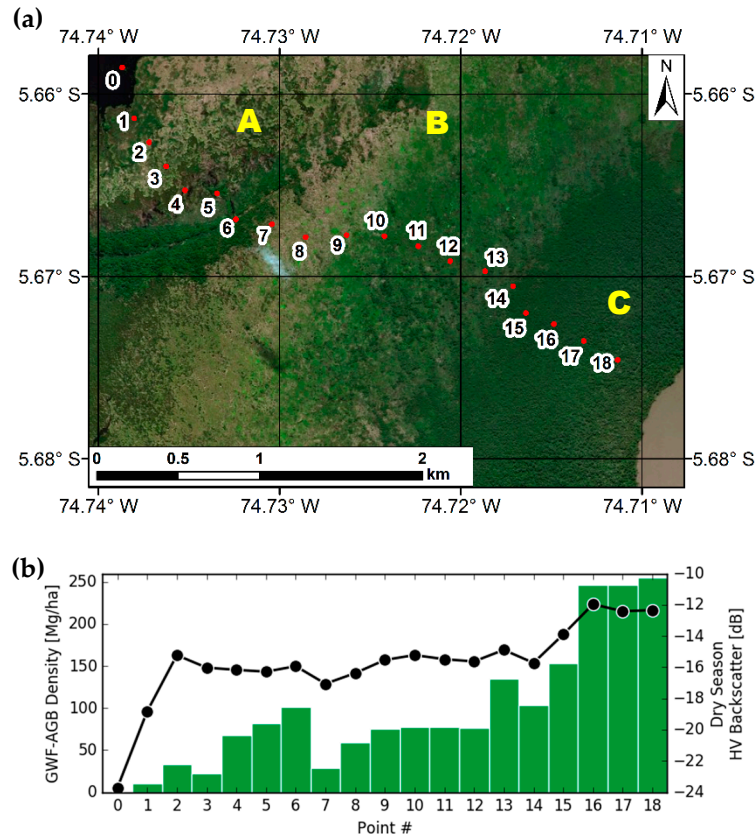 (a)
74.74° W 74.73° W 74.72° W 74.71° W
5.66° S
5.67° S
5.68° S
N
A
B
C
0
1
2
3
4
5
6
7
8
9
10
11
12
13
14
15
16
17
18
0 0.5 1 2
km
74.74° W 74.73° W 74.72° W 74.71° W
5.66° S
5.67° S
5.68° S
(b)
GWF-AGB Density [Mg/ha]
250
200
150
100
50
0
−10
−12
−14
−16
−18
−20
−22
−24
Dry Season
HV Backscatter [dB]
0 1 2 3 4 5 6 7 8 9 10 11 12 13 14 15 16 17 18
Point #